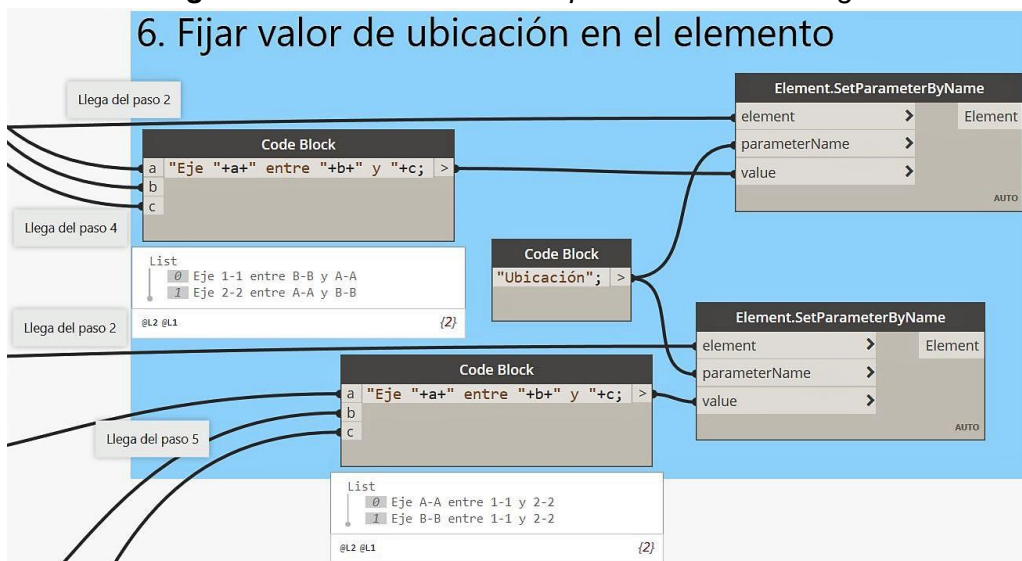 6. Fijar valor de ubicación en el elemento
Llega del paso 2
Element.SetParameterByName
element > Element
parameterName >
value >
AUTO
Code Block
a "Eje "+a+" entre "+b+" y "+c; >
b
c
Llega del paso 4
List
0 Eje 1-1 entre B-B y A-A
1 Eje 2-2 entre A-A y B-B
@L2 @L1 {2}
Code Block
"Ubicación"; >
Llega del paso 2
Element.SetParameterByName
element > Element
parameterName >
value >
AUTO
Code Block
a "Eje "+a+" entre "+b+" y "+c; >
b
c
Llega del paso 5
List
0 Eje A-A entre 1-1 y 2-2
1 Eje B-B entre 1-1 y 2-2
@L2 @L1 {2}